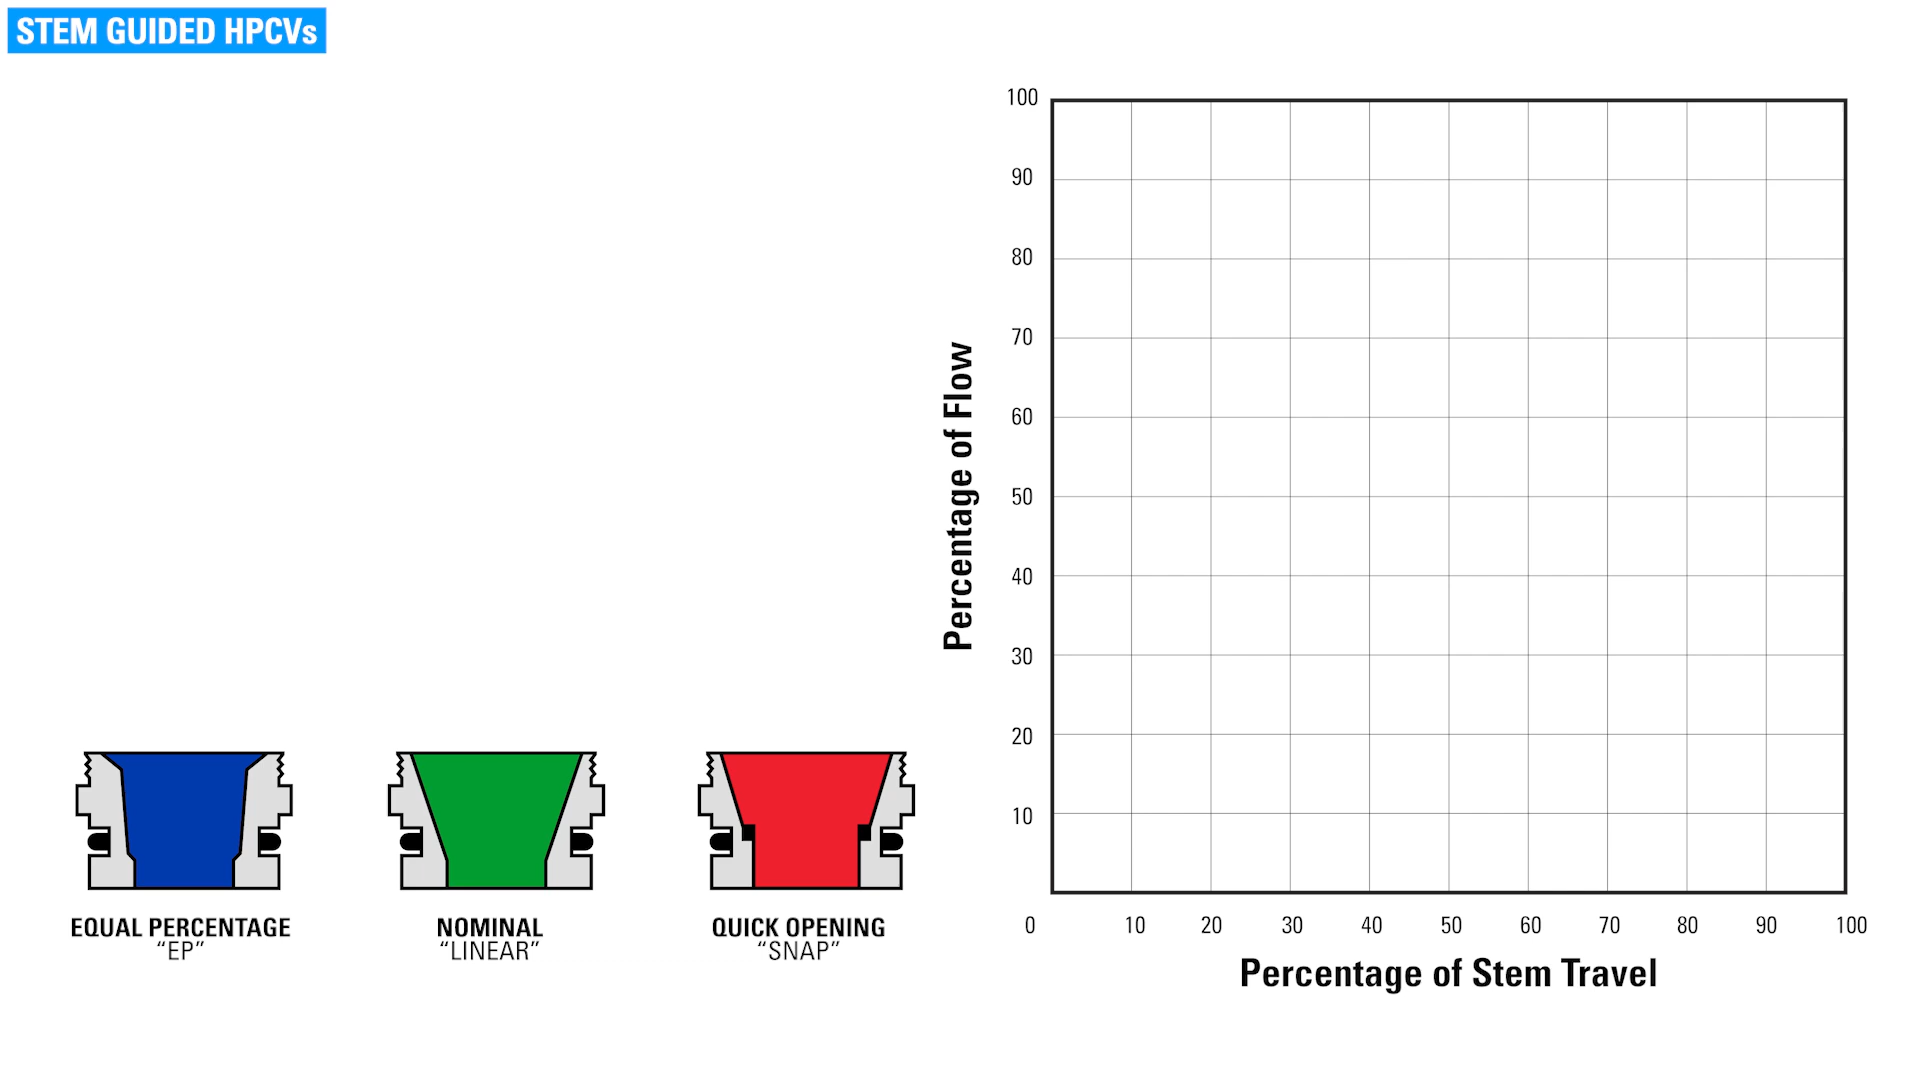 STEM GUIDED HPCVs
EQUAL PERCENTAGE
“EP”
NOMINAL
“LINEAR”
QUICK OPENING
“SNAP”
Percentage of Flow
100
90
80
70
60
50
40
30
20
10
0 10 20 30 40 50 60 70 80 90 100
Percentage of Stem Travel